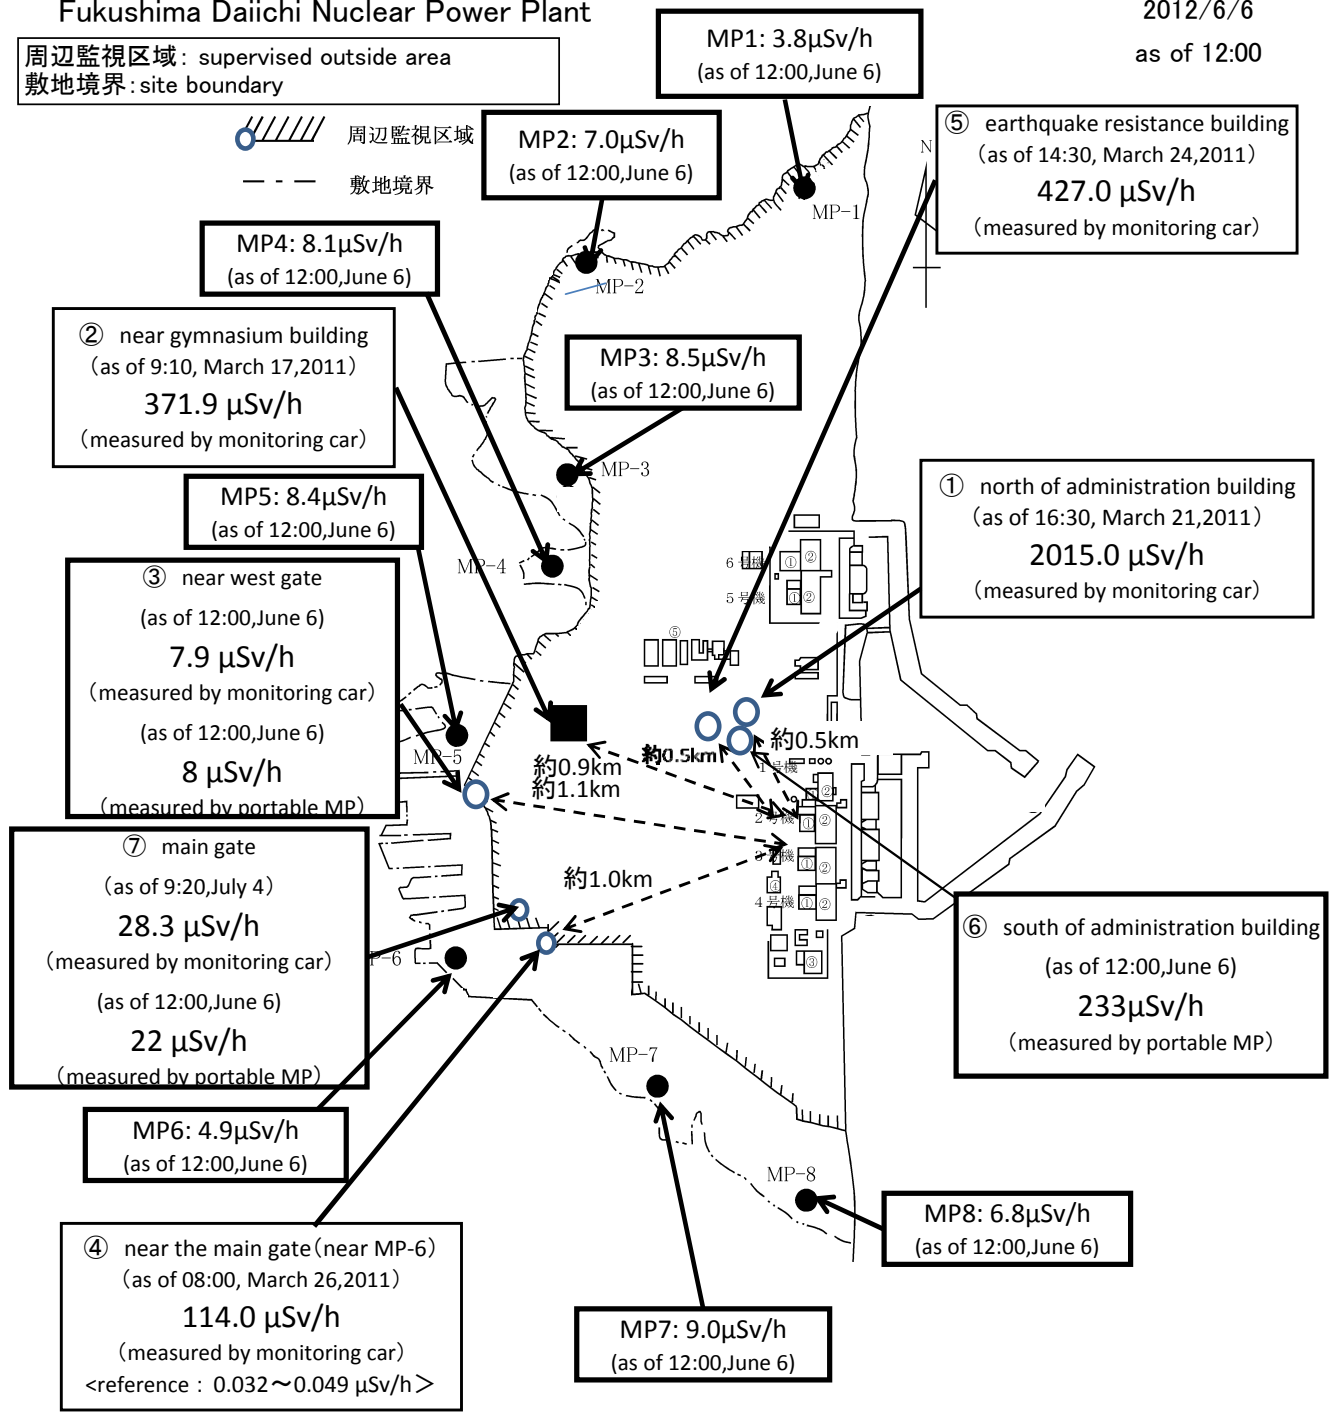 Fukushima Daiichi Nuclear Power Plant
2012/6/6
as of 12:00
周辺監視区域: supervised outside area
敷地境界:site boundary
周辺監視区域
敷地境界
MP1: 3.8μSv/h
(as of 12:00,June 6)
MP2: 7.0μSv/h
(as of 12:00,June 6)
⑤ earthquake resistance building
(as of 14:30, March 24,2011)
427.0 μSv/h
(measured by monitoring car)
N
MP-1
MP4: 8.1μSv/h
(as of 12:00,June 6)
MP-2
② near gymnasium building
(as of 9:10, March 17,2011)
371.9 μSv/h
(measured by monitoring car)
MP3: 8.5μSv/h
(as of 12:00,June 6)
MP-3
MP5: 8.4μSv/h
(as of 12:00,June 6)
① north of administration building
(as of 16:30, March 21,2011)
2015.0 μSv/h
(measured by monitoring car)
MP-4
6号機
① ②
5号機
① ②
⑤
③ near west gate
(as of 12:00,June 6)
7.9 μSv/h
(measured by monitoring car)
(as of 12:00,June 6)
8 μSv/h
(measured by portable MP)
MP-5
約0.9km
約1.1km
約0.5km
約0.5km
1号機
②
2号機
① ②
3号機
① ②
④
4号機
① ②
③
約1.0km
⑦ main gate
(as of 9:20,July 4)
28.3 μSv/h
(measured by monitoring car)
(as of 12:00,June 6)
22 μSv/h
(measured by portable MP)
P-6
⑥ south of administration building
(as of 12:00,June 6)
233μSv/h
(measured by portable MP)
MP-7
MP6: 4.9μSv/h
(as of 12:00,June 6)
MP-8
MP8: 6.8μSv/h
(as of 12:00,June 6)
④ near the main gate(near MP-6)
(as of 08:00, March 26,2011)
114.0 μSv/h
(measured by monitoring car)
<reference : 0.032～0.049 μSv/h>
MP7: 9.0μSv/h
(as of 12:00,June 6)